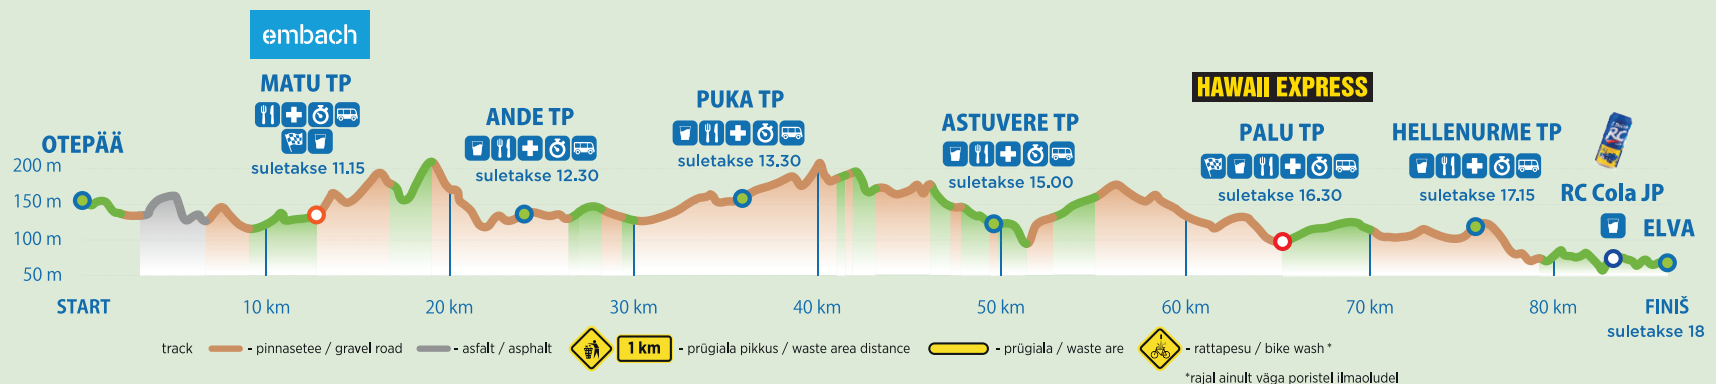 embach
MATU TP
suletakse 11.15
ANDE TP
suletakse 12.30
PUKA TP
suletakse 13.30
ASTUVERE TP
suletakse 15.00
HAWAII EXPRESS
PALU TP
suletakse 16.30
HELLENURME TP
suletakse 17.15
RC
RC Cola JP
OTEPÄÄ
ELVA
200 m
150 m
100 m
50 m
START
10 km
20 km
30 km
40 km
50 km
60 km
70 km
80 km
FINIŠ
suletakse 18
track
- pinnasetee / gravel road
- asfalt / asphalt
1 km
- prügiala pikkus / waste area distance
- prügiala / waste are
- rattapesu / bike wash *
*rajal ainult väga poristel ilmaoludel